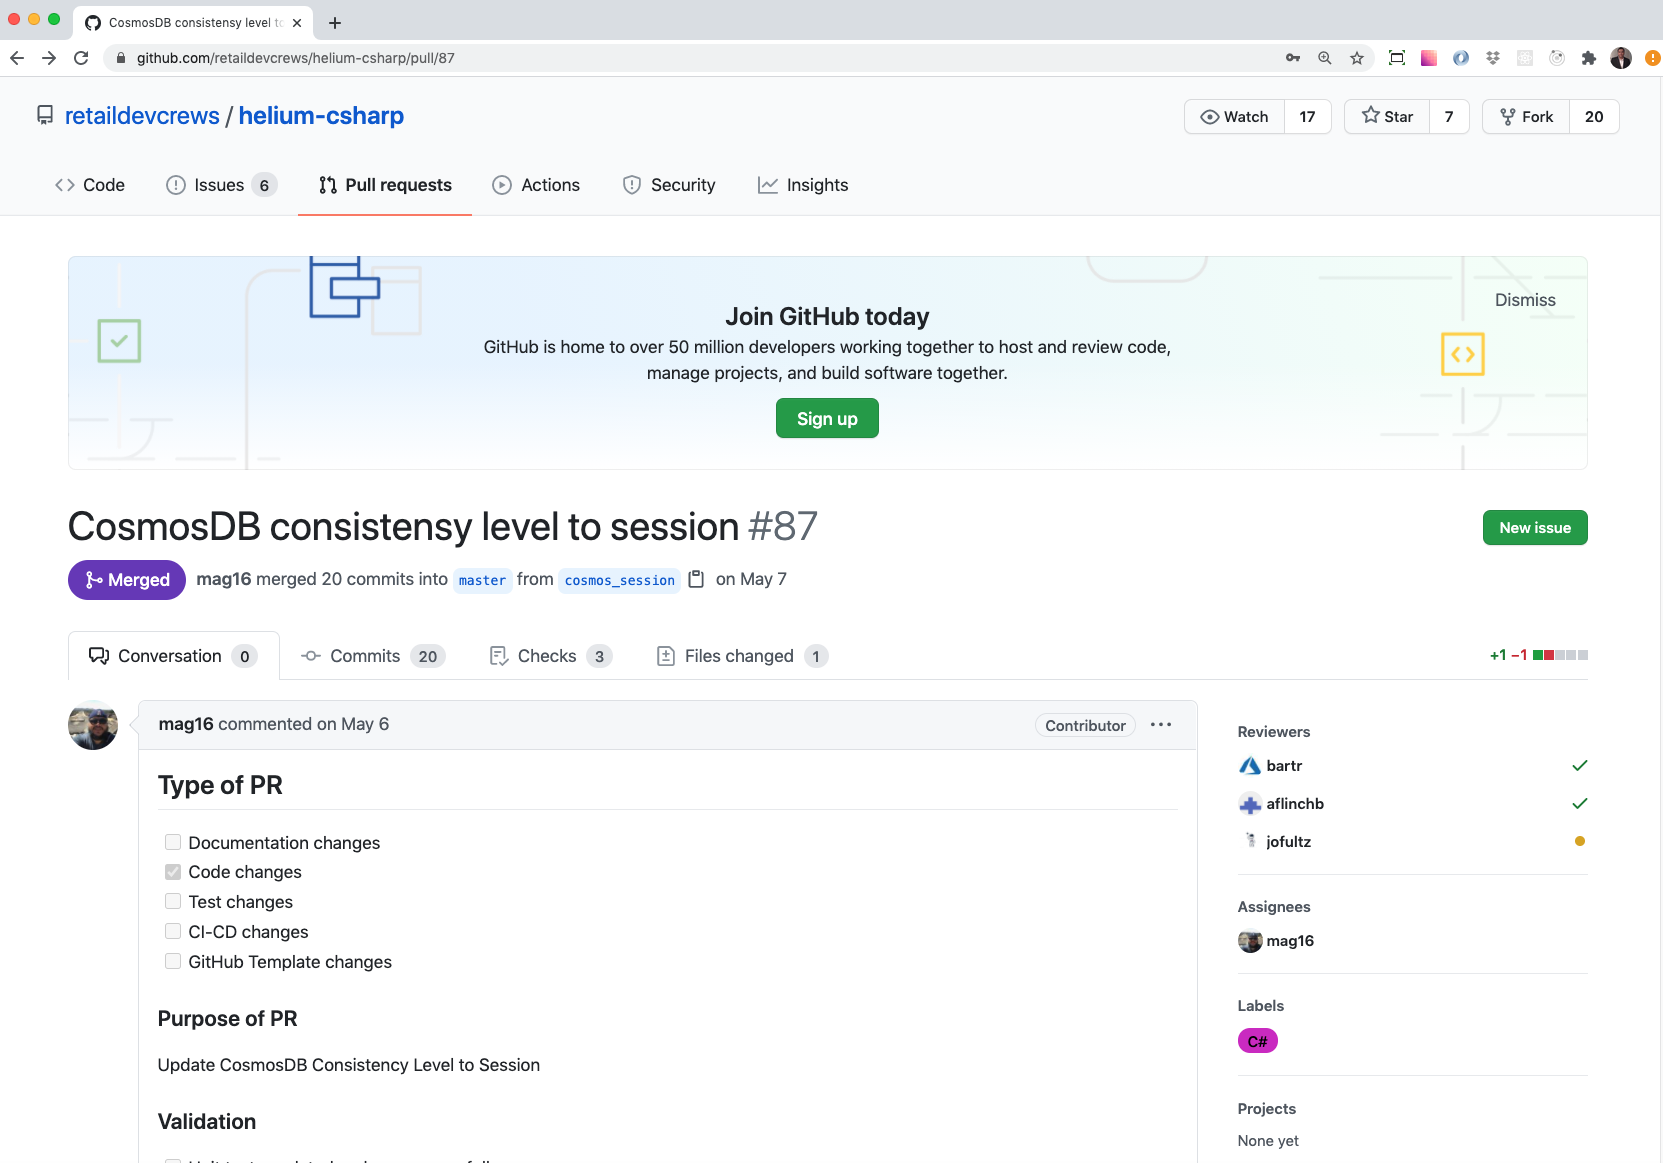 CosmosDB consistensy level to
github.com/retaildevcrews/helium-csharp/pull/87
retaildevcrews / helium-csharp
Watch 17
Star 7
Fork 20
Code
Issues 6
Pull requests
Actions
Security
Insights
Dismiss
Join GitHub today
GitHub is home to over 50 million developers working together to host and review code,
manage projects, and build software together.
Sign up
CosmosDB consistensy level to session #87
New issue
Merged
mag16 merged 20 commits into master from cosmos_session on May 7
Conversation 0
Commits 20
Checks 3
Files changed 1
+1 −1
mag16 commented on May 6
Contributor
Type of PR
Documentation changes
Code changes
Test changes
CI-CD changes
GitHub Template changes
Purpose of PR
Update CosmosDB Consistency Level to Session
Validation
Reviewers
bartr
aflinchb
jofultz
Assignees
mag16
Labels
C#
Projects
None yet